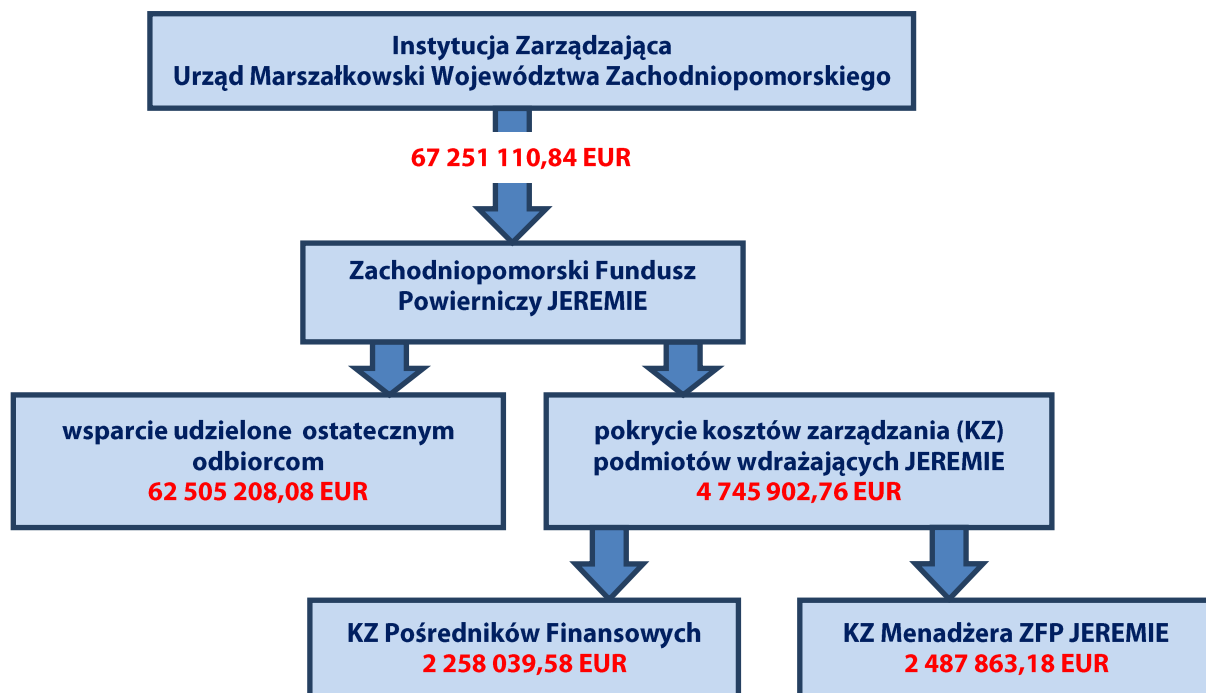 Instytucja Zarządzająca
Urząd Marszałkowski Województwa Zachodniopomorskiego
67 251 110,84 EUR
Zachodniopomorski Fundusz
Powierniczy JEREMIE
wsparcie udzielone ostatecznym
odbiorcom
62 505 208,08 EUR
pokrycie kosztów zarządzania (KZ)
podmiotów wdrażających JEREMIE
4 745 902,76 EUR
KZ Pośredników Finansowych
2 258 039,58 EUR
KZ Menadżera ZFP JEREMIE
2 487 863,18 EUR